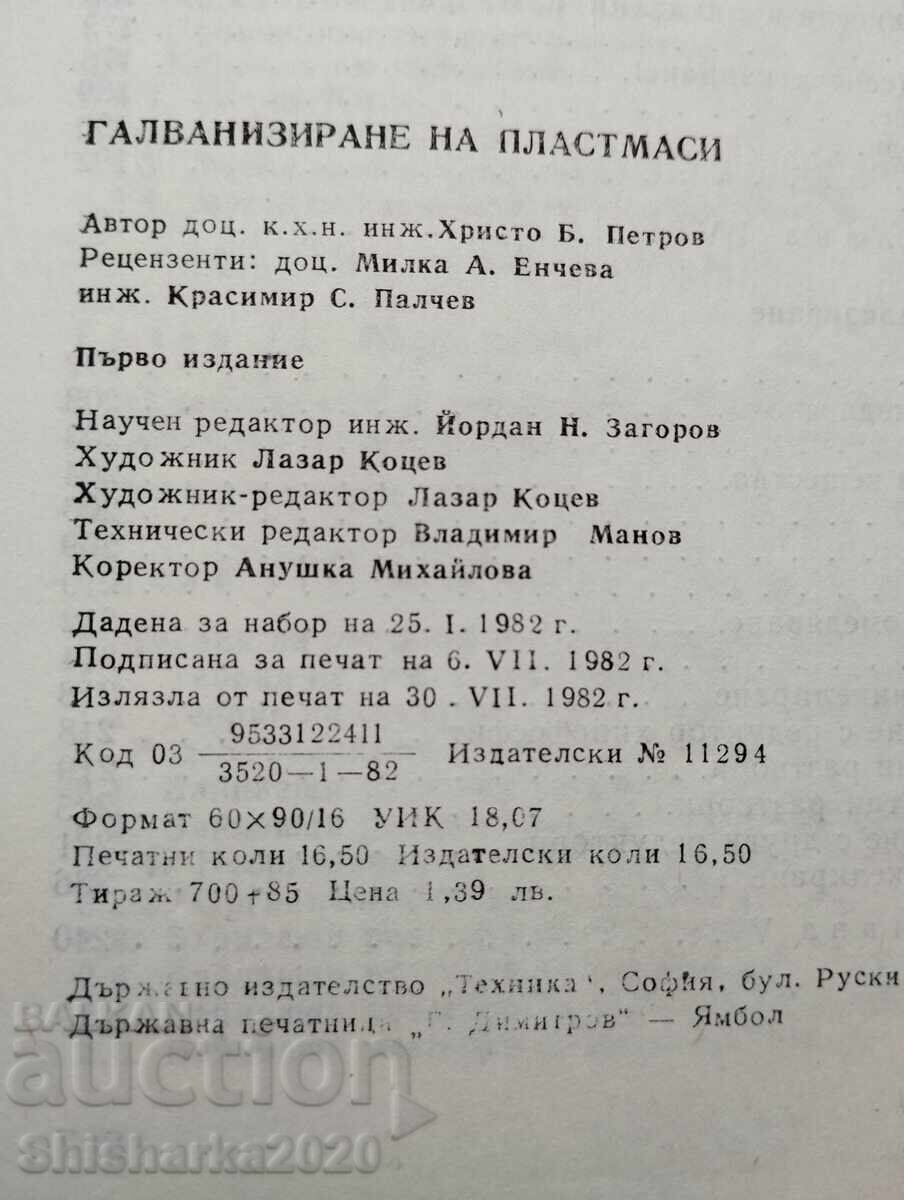 ГАЛВАНИЗИРАНЕ НА ПЛАСТМАСИ
Автор доц. к.х.н. инж.Христо Б. Петров
Рецензенти: доц. Милка А. Енчева
инж. Красимир С. Палчев
Първо издание
Научен редактор инж. Йордан Н. Загоров
Художник Лазар Коцев
Художник-редактор Лазар Коцев
Технически редактор Владимир Манов
Коректор Анушка Михайлова
Дадена за набор на 25. I. 1982 г.
Подписана за печат на 6. VII. 1982 г.
Излязла от печат на 30. VII. 1982 г.
Код 03 9533122411 / 3520—1—82 Издателски № 11294
Формат 60×90/16 УИК 18,07
Печатни коли 16,50 Издателски коли 16,50
Тираж 700+85 Цена 1,39 лв.
Държавно издателство „Техника“, София, бул. Руски
Държавна печатница „Г. Димитров“ — Ямбол
auction
Shisharka2020